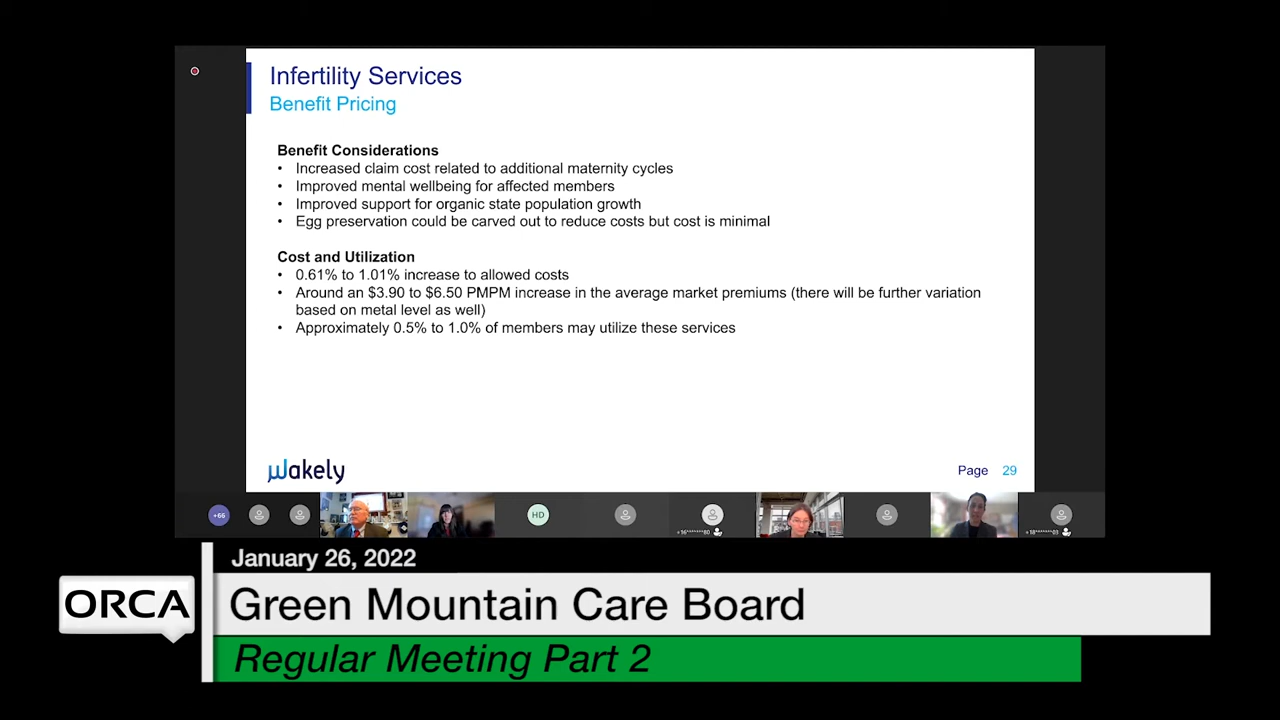 Infertility Services
Benefit Pricing
Benefit Considerations
• Increased claim cost related to additional maternity cycles
• Improved mental wellbeing for affected members
• Improved support for organic state population growth
• Egg preservation could be carved out to reduce costs but cost is minimal
Cost and Utilization
• 0.61% to 1.01% increase to allowed costs
• Around an $3.90 to $6.50 PMPM increase in the average market premiums (there will be further variation
based on metal level as well)
• Approximately 0.5% to 1.0% of members may utilize these services
wakely
Page 29
+66
HD
January 26, 2022
ORCA
Green Mountain Care Board
Regular Meeting Part 2